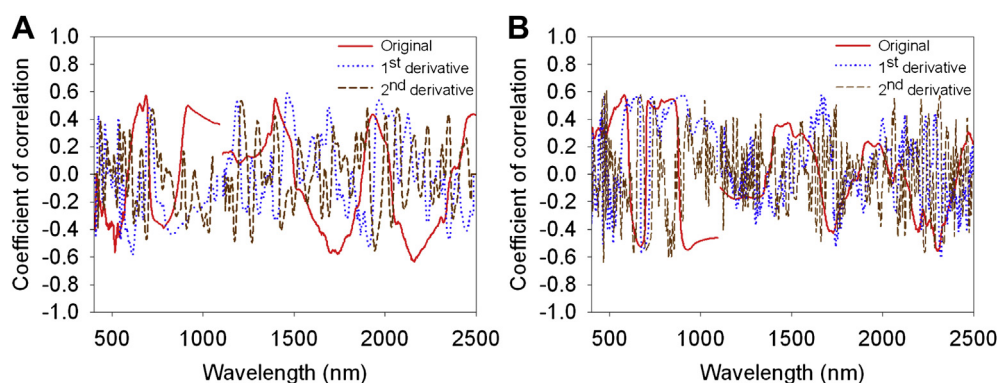 A
1.0
0.8
0.6
0.4
0.2
0.0
-0.2
-0.4
-0.6
-0.8
-1.0
Coefficient of correlation
Original
1st derivative
2nd derivative
500
1000
1500
2000
2500
Wavelength (nm)
B
1.0
0.8
0.6
0.4
0.2
0.0
-0.2
-0.4
-0.6
-0.8
-1.0
Coefficient of correlation
Original
1st derivative
2nd derivative
500
1000
1500
2000
2500
Wavelength (nm)